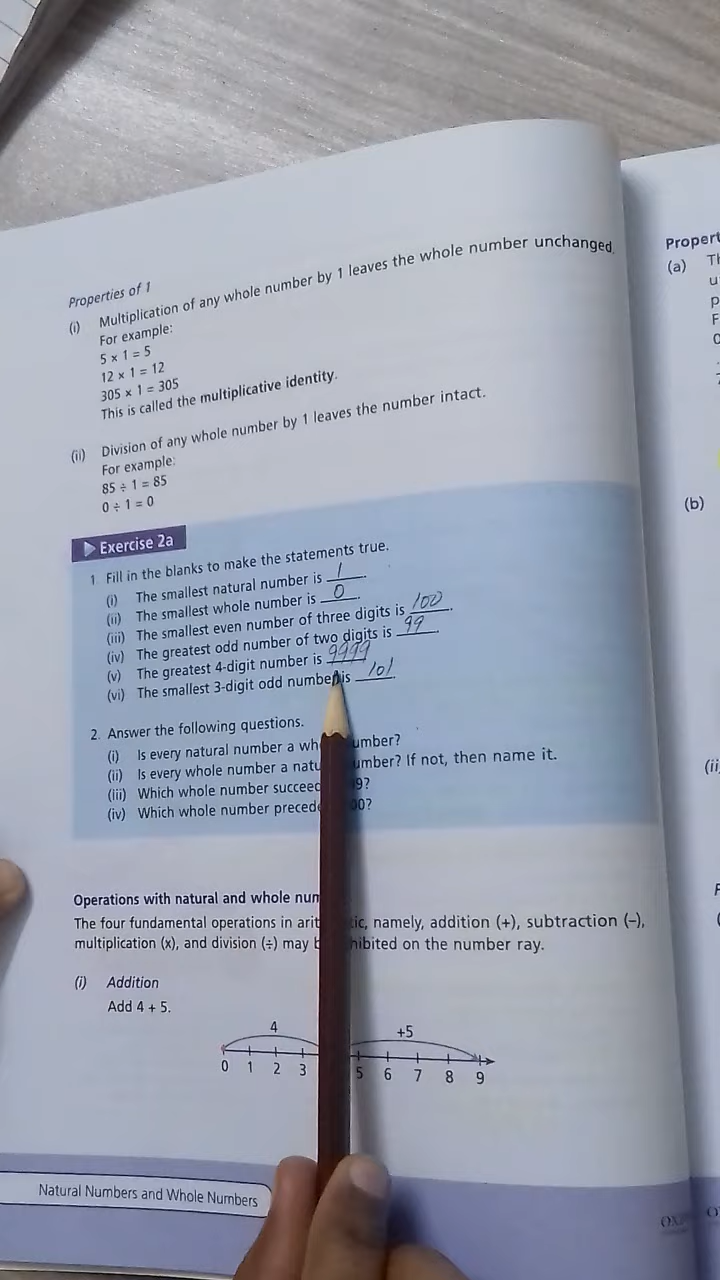 Properties of 1
(i) Multiplication of any whole number by 1 leaves the whole number unchanged.
For example:
5 x 1 = 5
12 x 1 = 12
305 x 1 = 305
This is called the multiplicative identity.
(ii) Division of any whole number by 1 leaves the number intact.
For example:
85 ÷ 1 = 85
0 ÷ 1 = 0
Exercise 2a
1. Fill in the blanks to make the statements true.
(i) The smallest natural number is 1.
(ii) The smallest whole number is 0.
(iii) The smallest even number of three digits is 100.
(iv) The greatest odd number of two digits is 99.
(v) The greatest 4-digit number is 9999
(vi) The smallest 3-digit odd number is 101.
2. Answer the following questions.
(i) Is every natural number a wh umber?
(ii) Is every whole number a natu umber? If not, then name it.
(iii) Which whole number succeed 9?
(iv) Which whole number precede 00?
Operations with natural and whole num
The four fundamental operations in arit tic, namely, addition (+), subtraction (–),
multiplication (x), and division (÷) may hibited on the number ray.
(i) Addition
Add 4 + 5.
4 +5
0 1 2 3 5 6 7 8 9
Natural Numbers and Whole Numbers
Propert
(a)
(b)
(ii